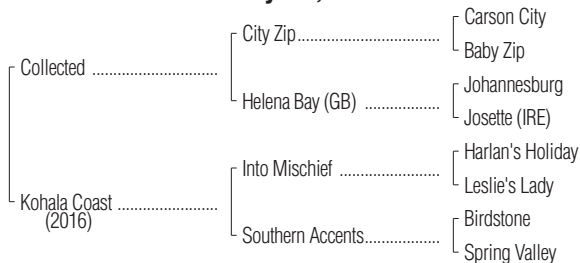 Carson City
City Zip
Baby Zip
Collected
Johannesburg
Helena Bay (GB)
Josette (IRE)
Harlan's Holiday
Into Mischief
Leslie's Lady
Kohala Coast
(2016)
Birdstone
Southern Accents
Spring Valley